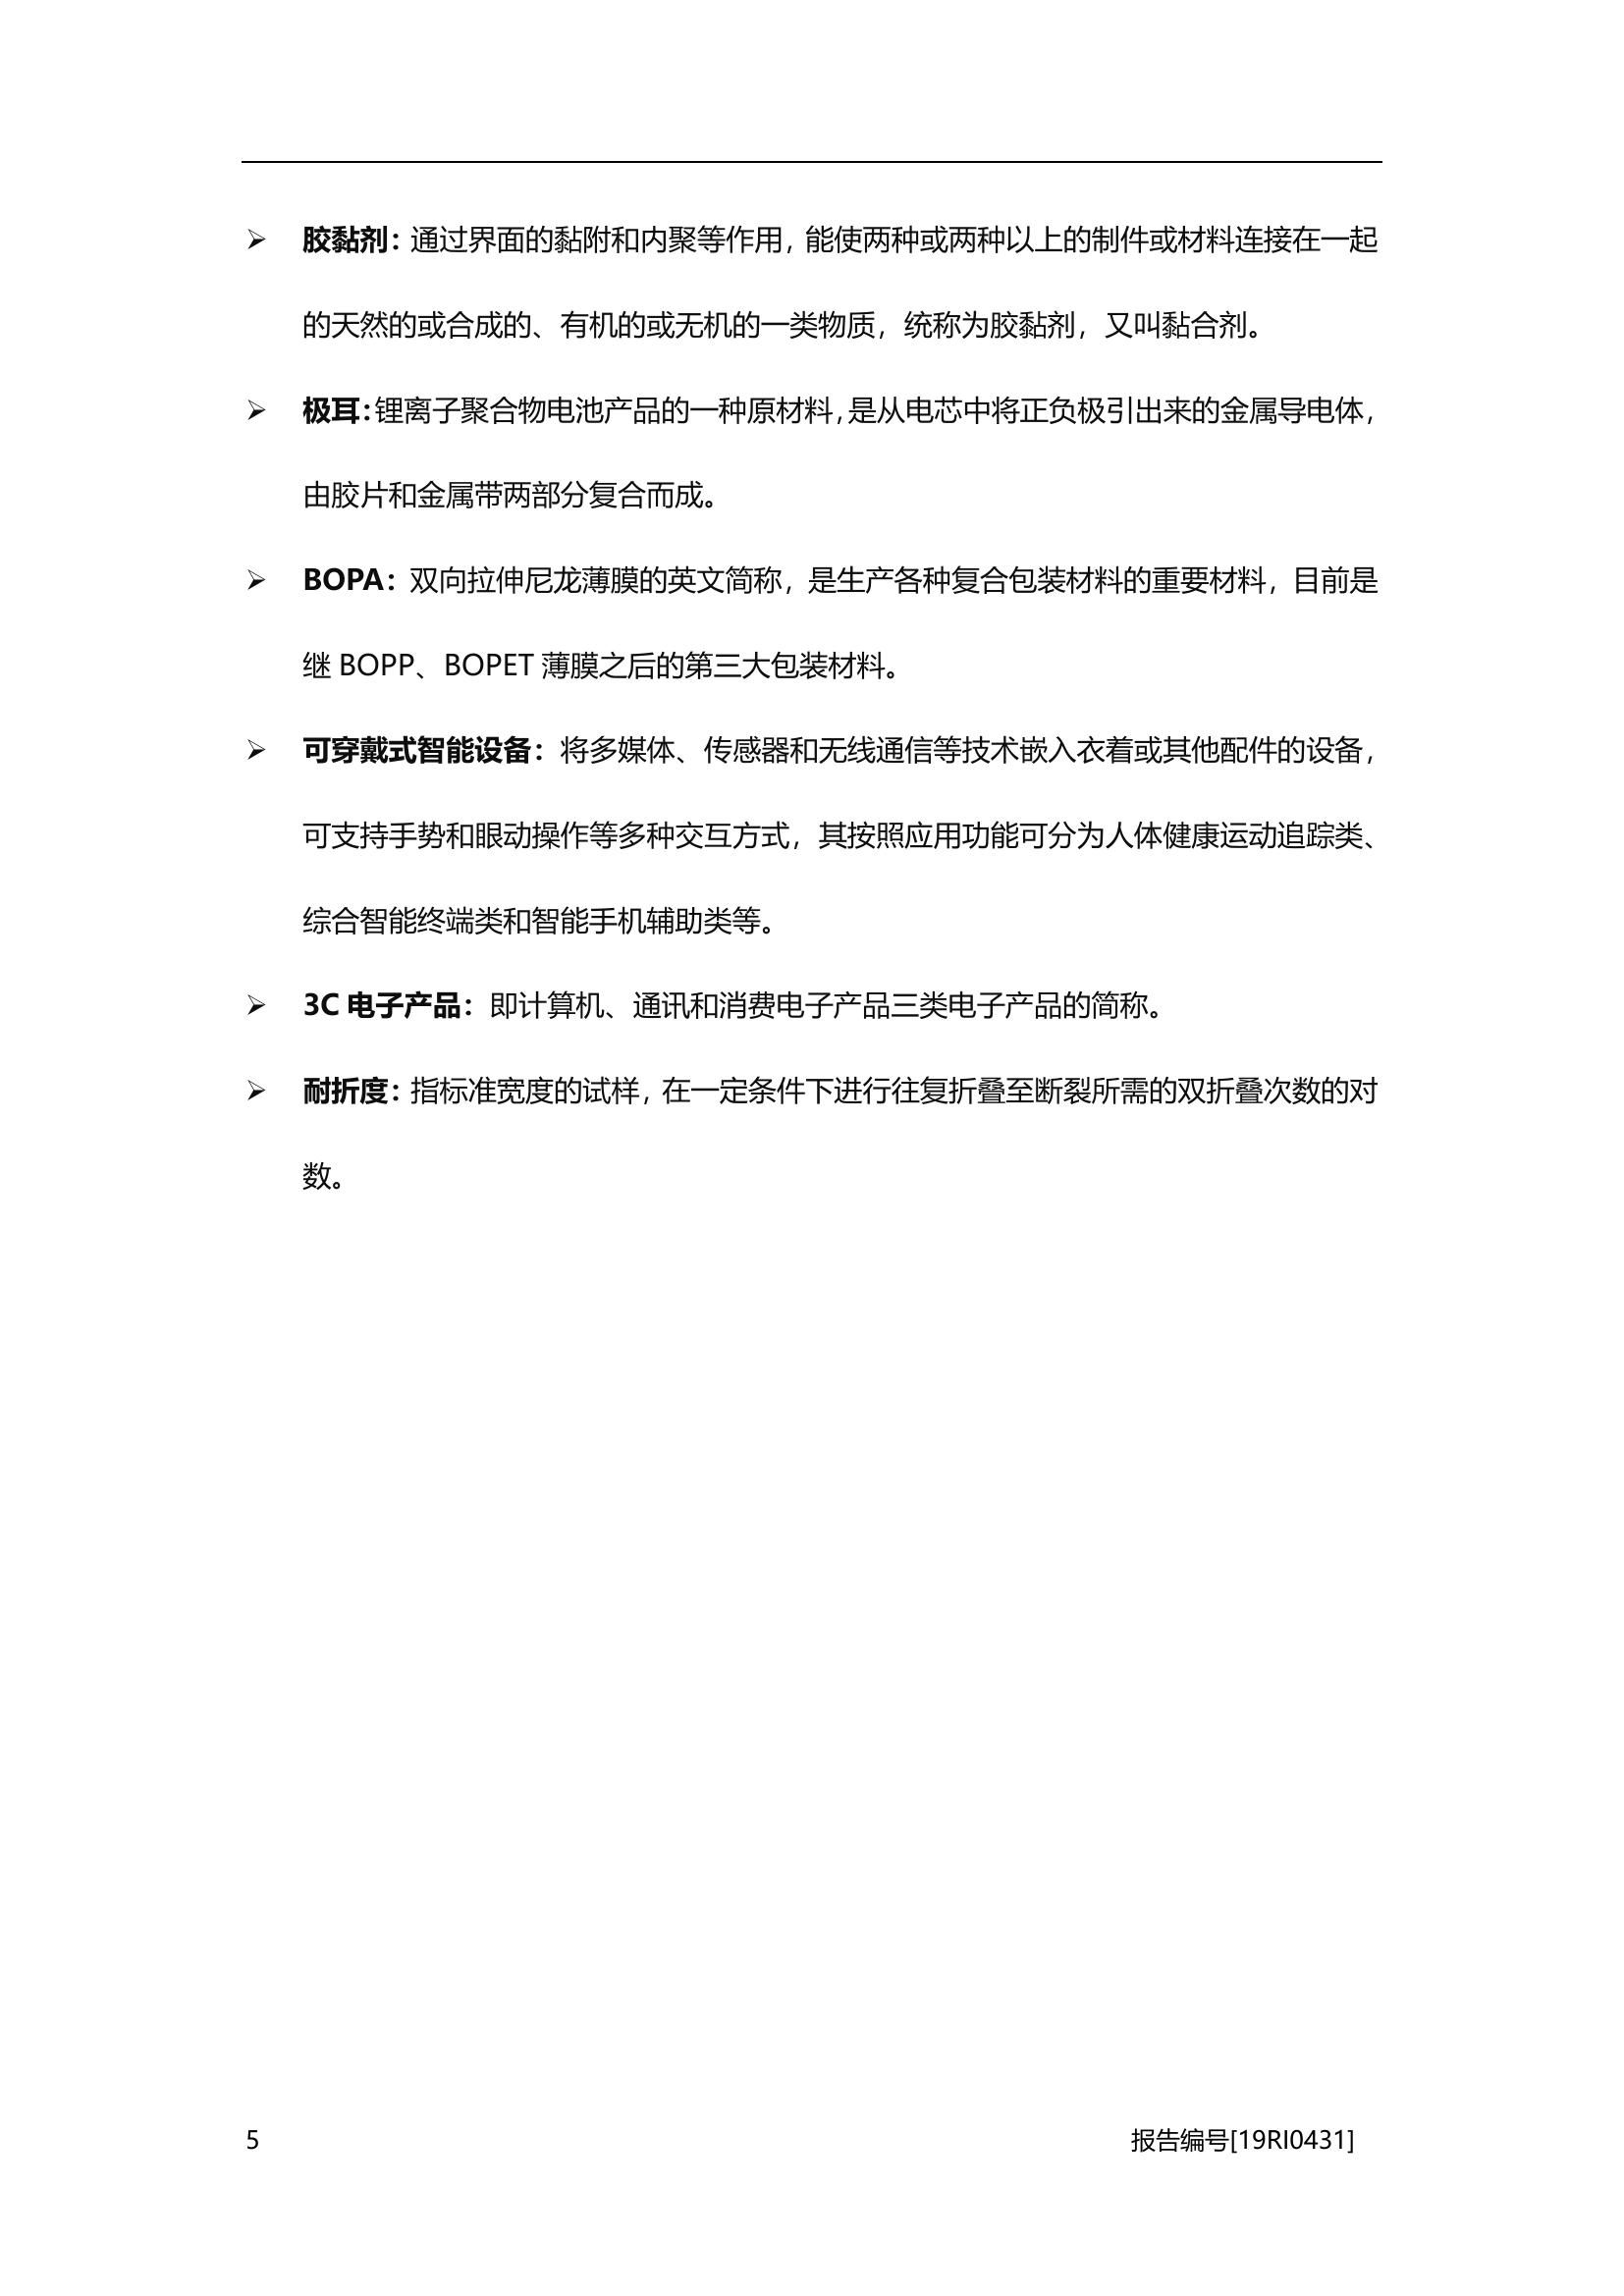 ➢ 胶黏剂：通过界面的黏附和内聚等作用，能使两种或两种以上的制件或材料连接在一起
的天然的或合成的、有机的或无机的一类物质，统称为胶黏剂，又叫黏合剂。
➢ 极耳：锂离子聚合物电池产品的一种原材料，是从电芯中将正负极引出来的金属导电体，
由胶片和金属带两部分复合而成。
➢ BOPA：双向拉伸尼龙薄膜的英文简称，是生产各种复合包装材料的重要材料，目前是
继 BOPP、BOPET 薄膜之后的第三大包装材料。
➢ 可穿戴式智能设备：将多媒体、传感器和无线通信等技术嵌入衣着或其他配件的设备，
可支持手势和眼动操作等多种交互方式，其按照应用功能可分为人体健康运动追踪类、
综合智能终端类和智能手机辅助类等。
➢ 3C 电子产品：即计算机、通讯和消费电子产品三类电子产品的简称。
➢ 耐折度：指标准宽度的试样，在一定条件下进行往复折叠至断裂所需的双折叠次数的对
数。
5 报告编号[19RI0431]